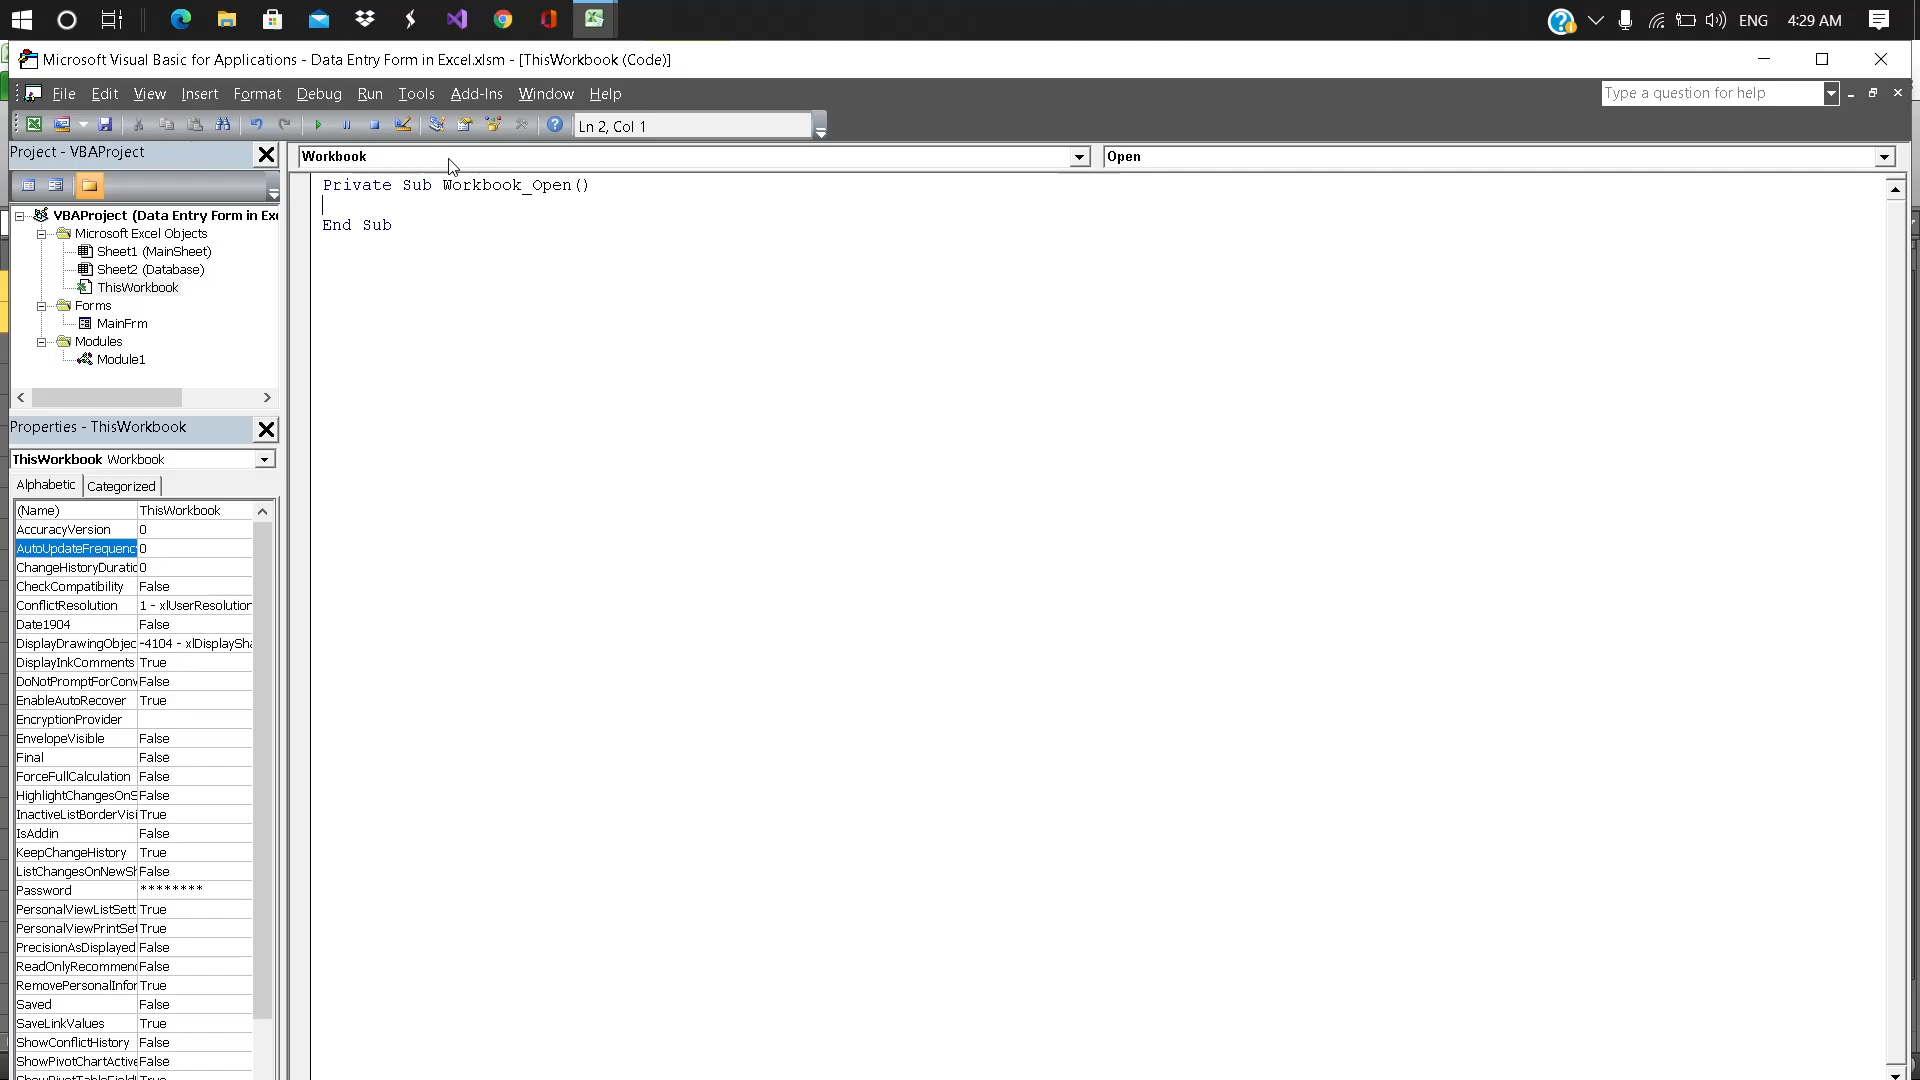 ENG
4:29 AM
Microsoft Visual Basic for Applications - Data Entry Form in Excel.xlsm - [ThisWorkbook (Code)]
File Edit View Insert Format Debug Run Tools Add-Ins Window Help
Type a question for help
Ln 2, Col 1
Project - VBAProject
Workbook
Open
Private Sub Workbook_Open()
End Sub
VBAProject (Data Entry Form in Exc
Microsoft Excel Objects
Sheet1 (MainSheet)
Sheet2 (Database)
ThisWorkbook
Forms
MainFrm
Modules
Module1
Properties - ThisWorkbook
ThisWorkbook Workbook
Alphabetic Categorized
(Name) ThisWorkbook
AccuracyVersion 0
AutoUpdateFrequenc 0
ChangeHistoryDuratic 0
CheckCompatibility False
ConflictResolution 1 - xlUserResolution
Date1904 False
DisplayDrawingObjec -4104 - xlDisplaySha
DisplayInkComments True
DoNotPromptForConv False
EnableAutoRecover True
EncryptionProvider
EnvelopeVisible False
Final False
ForceFullCalculation False
HighlightChangesOnS False
InactiveListBorderVisi True
IsAddin False
KeepChangeHistory True
ListChangesOnNewSh False
Password ********
PersonalViewListSett True
PersonalViewPrintSet True
PrecisionAsDisplayed False
ReadOnlyRecommend False
RemovePersonalInfor True
Saved False
SaveLinkValues True
ShowConflictHistory False
ShowPivotChartActive False
ShowPivotTableField True